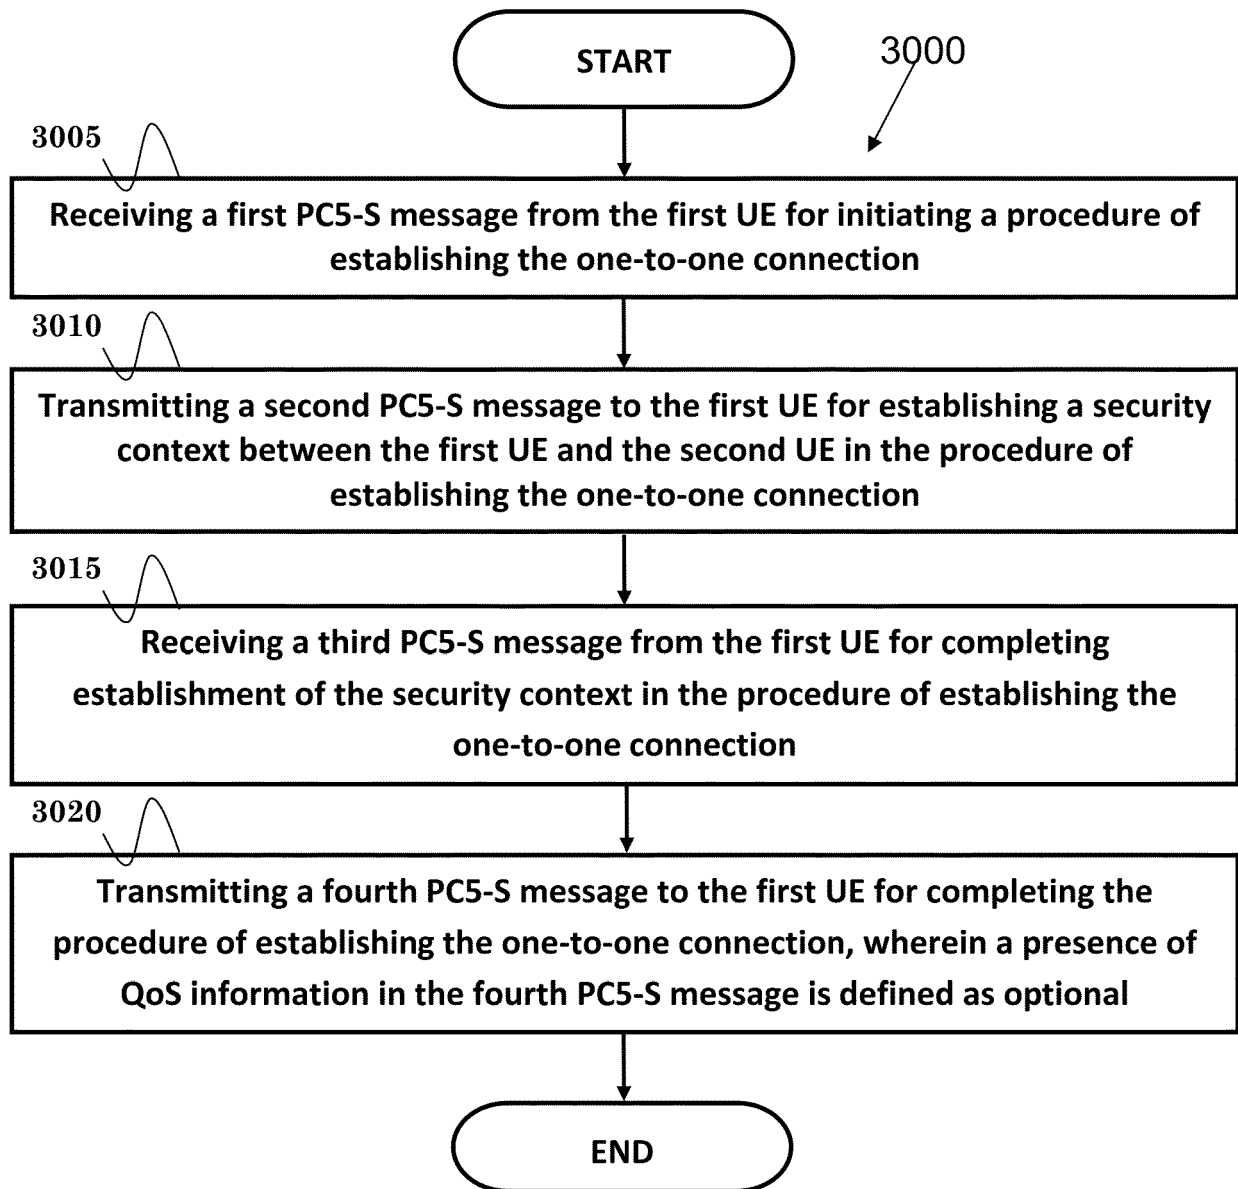 START
3000
3005
Receiving a first PC5-S message from the first UE for initiating a procedure of
establishing the one-to-one connection
3010
Transmitting a second PC5-S message to the first UE for establishing a security
context between the first UE and the second UE in the procedure of
establishing the one-to-one connection
3015
Receiving a third PC5-S message from the first UE for completing
establishment of the security context in the procedure of establishing the
one-to-one connection
3020
Transmitting a fourth PC5-S message to the first UE for completing the
procedure of establishing the one-to-one connection, wherein a presence of
QoS information in the fourth PC5-S message is defined as optional
END